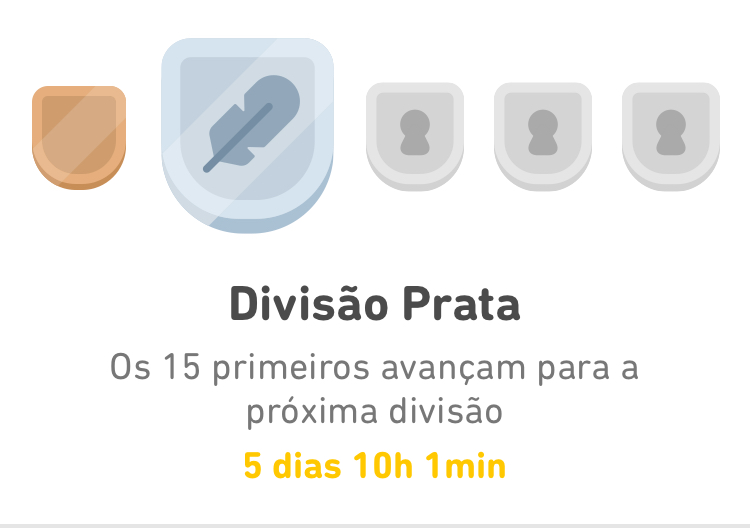 Divisão Prata
Os 15 primeiros avançam para a
próxima divisão
5 dias 10h 1min